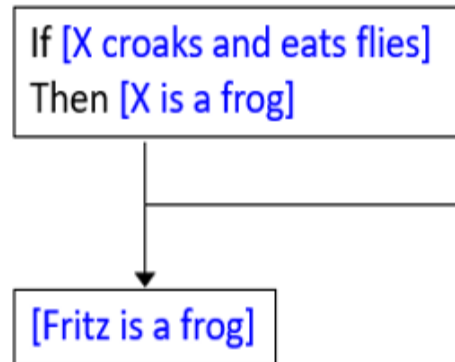 If [X croaks and eats flies]
Then [X is a frog]
[Fritz is a frog]